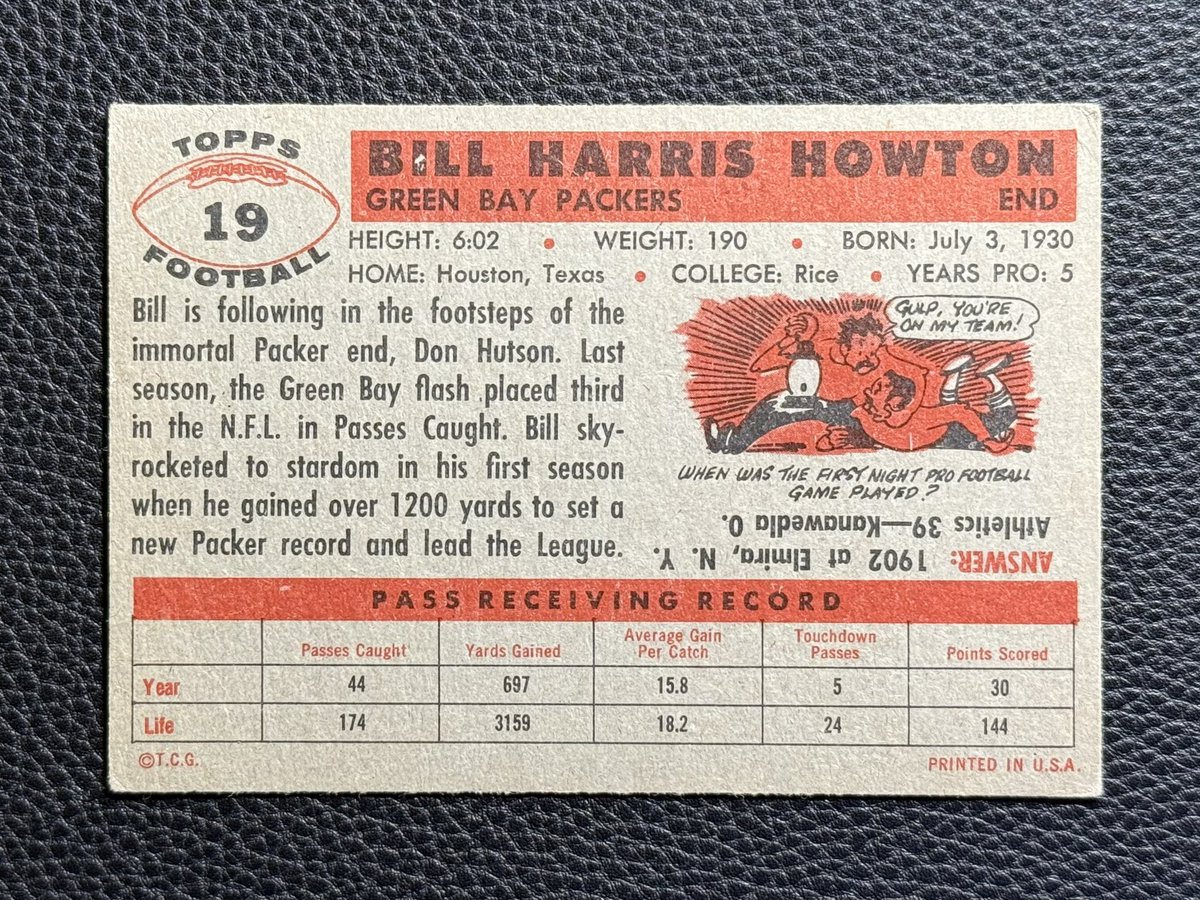 TOPPS
19
FOOTBALL
BILL HARRIS HOWTON
GREEN BAY PACKERS END
HEIGHT: 6:02 • WEIGHT: 190 • BORN: July 3, 1930
HOME: Houston, Texas • COLLEGE: Rice • YEARS PRO: 5
Bill is following in the footsteps of the
immortal Packer end, Don Hutson. Last
season, the Green Bay flash placed third
in the N.F.L. in Passes Caught. Bill sky-
rocketed to stardom in his first season
when he gained over 1200 yards to set a
new Packer record and lead the League.
GULP, YOU'RE
ON MY TEAM!
WHEN WAS THE FIRST NIGHT PRO FOOTBALL
GAME PLAYED?
ANSWER: 1902 at Elmira, N. Y.
Athletics 39—Kanawedla 0.
PASS RECEIVING RECORD
Passes Caught Yards Gained Average Gain Per Catch Touchdown Passes Points Scored
Year 44 697 15.8 5 30
Life 174 3159 18.2 24 144
©T.C.G. PRINTED IN U.S.A.